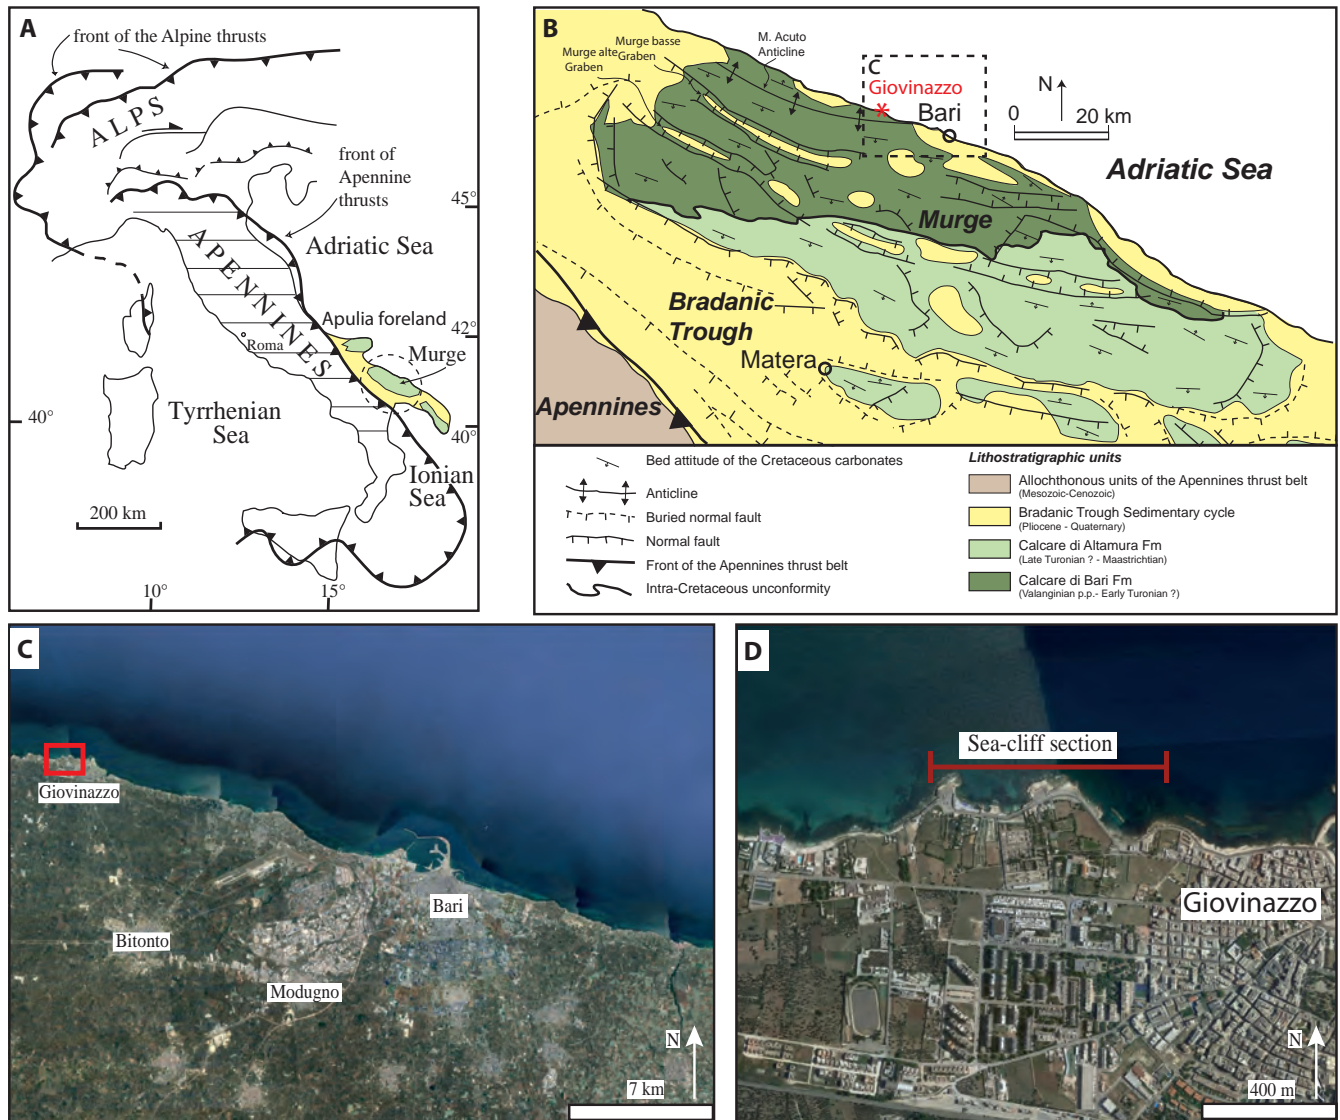 A
front of the Alpine thrusts
ALPS
front of
Apennine
thrusts
45°
Adriatic Sea
APENNINES
Apulia foreland
42°
Roma
Murge
40°
Tyrrhenian
Sea
40°
Ionian
Sea
200 km
10°
15°
B
Murge alte
Graben
Murge basse
Graben
M. Acuto
Anticline
C
Giovinazzo
Bari
N
0
20 km
Adriatic Sea
Murge
Bradanic
Trough
Matera
Apennines
Bed attitude of the Cretaceous carbonates
Anticline
Buried normal fault
Normal fault
Front of the Apennines thrust belt
Intra-Cretaceous unconformity
Lithostratigraphic units
Allochthonous units of the Apennines thrust belt
(Mesozoic-Cenozoic)
Bradanic Trough Sedimentary cycle
(Pliocene - Quaternary)
Calcare di Altamura Fm
(Late Turonian ? - Maastrichtian)
Calcare di Bari Fm
(Valanginian p.p.- Early Turonian ?)
C
Giovinazzo
Bari
Bitonto
Modugno
N
7 km
D
Sea-cliff section
Giovinazzo
N
400 m